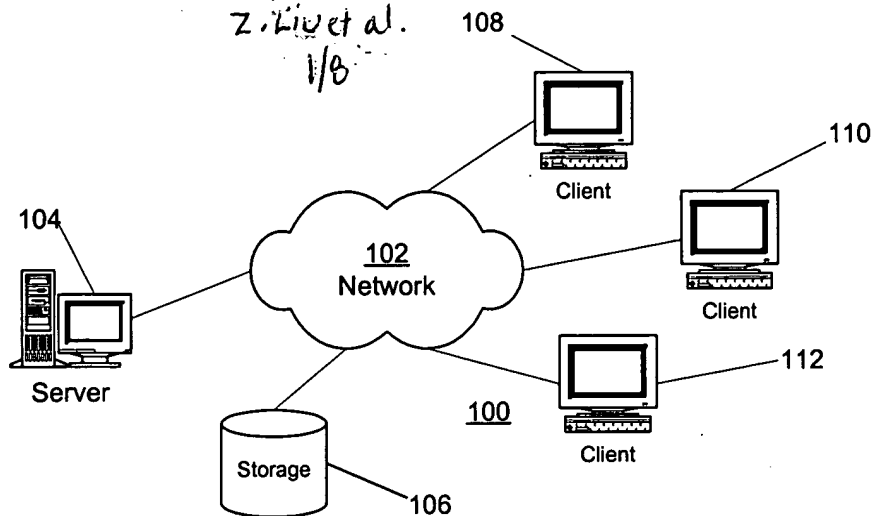 Z. Liu et al.
1/8
108
110
Client
104
102
Network
Client
Server
112
100
Client
Storage
106